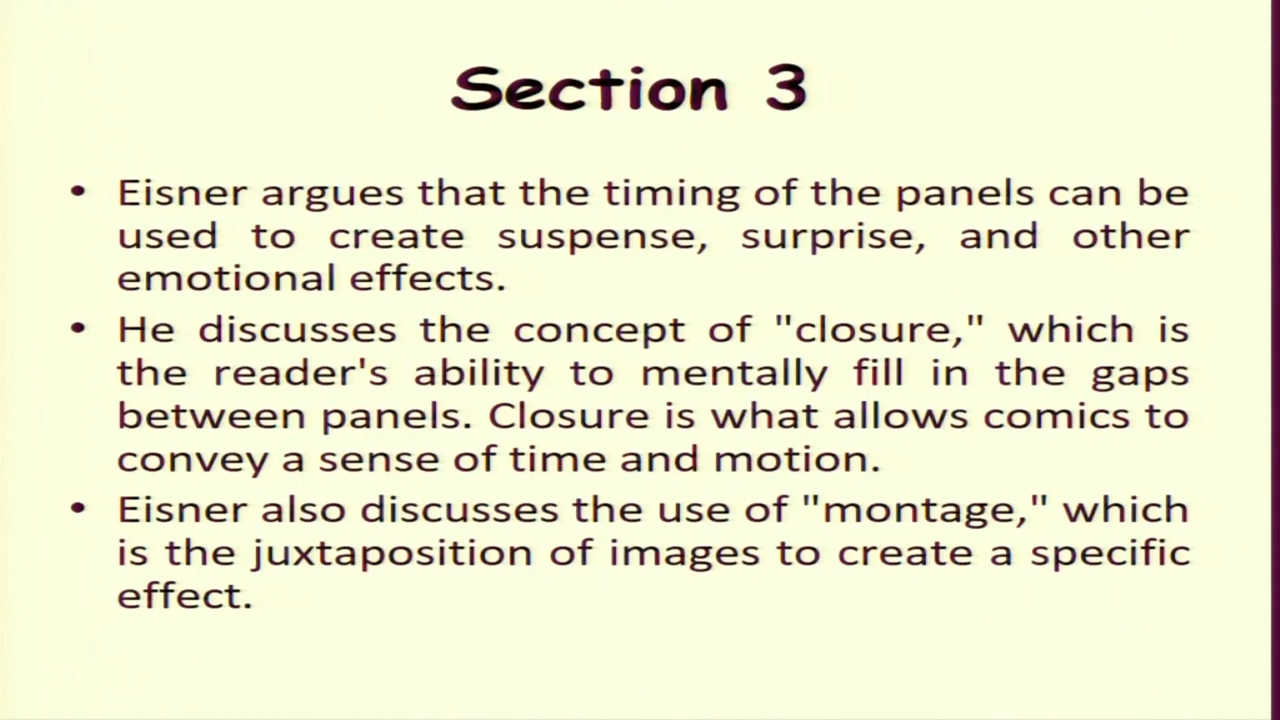 Section 3
• Eisner argues that the timing of the panels can be
used to create suspense, surprise, and other
emotional effects.
• He discusses the concept of "closure," which is
the reader's ability to mentally fill in the gaps
between panels. Closure is what allows comics to
convey a sense of time and motion.
• Eisner also discusses the use of "montage," which
is the juxtaposition of images to create a specific
effect.